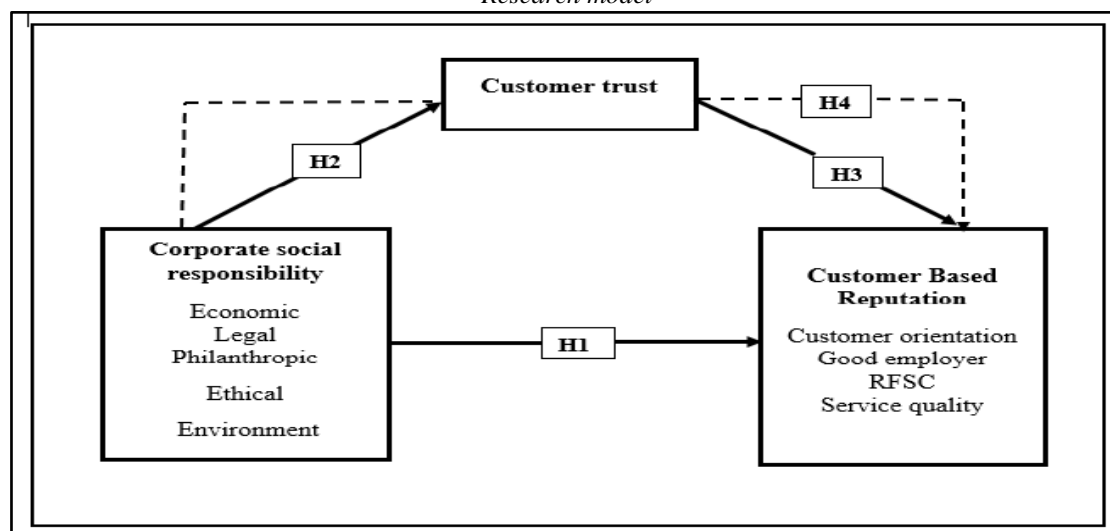 Research model
Customer trust
H4
H2
H3
Corporate social
responsibility
Economic
Legal
Philanthropic
Ethical
Environment
H1
Customer Based
Reputation
Customer orientation
Good employer
RFSC
Service quality